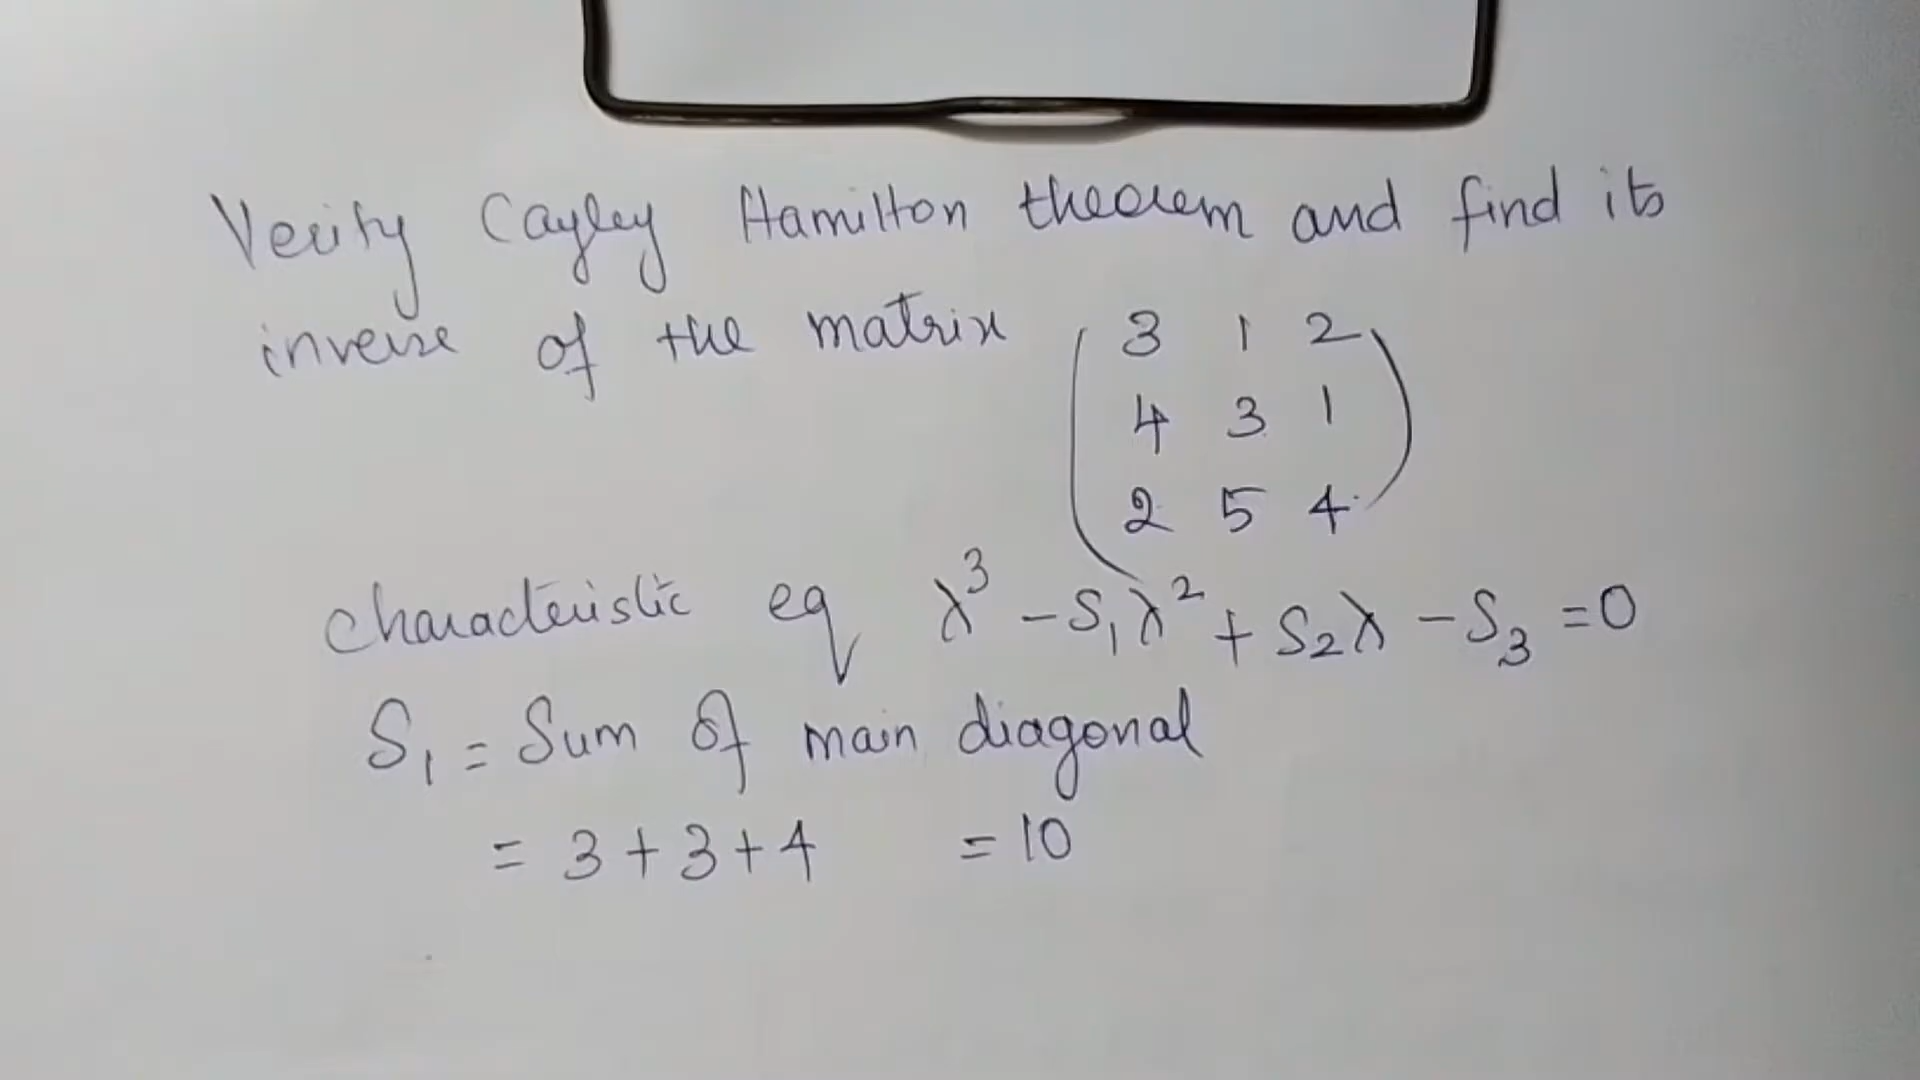 Verify Cayley Hamilton theorem and find its
inverse of the matrix ( 3 1 2
4 3 1
2 5 4 )
characteristic eq λ³ - S₁λ² + S₂λ - S₃ = 0
S₁ = Sum of main diagonal
= 3 + 3 + 4 = 10